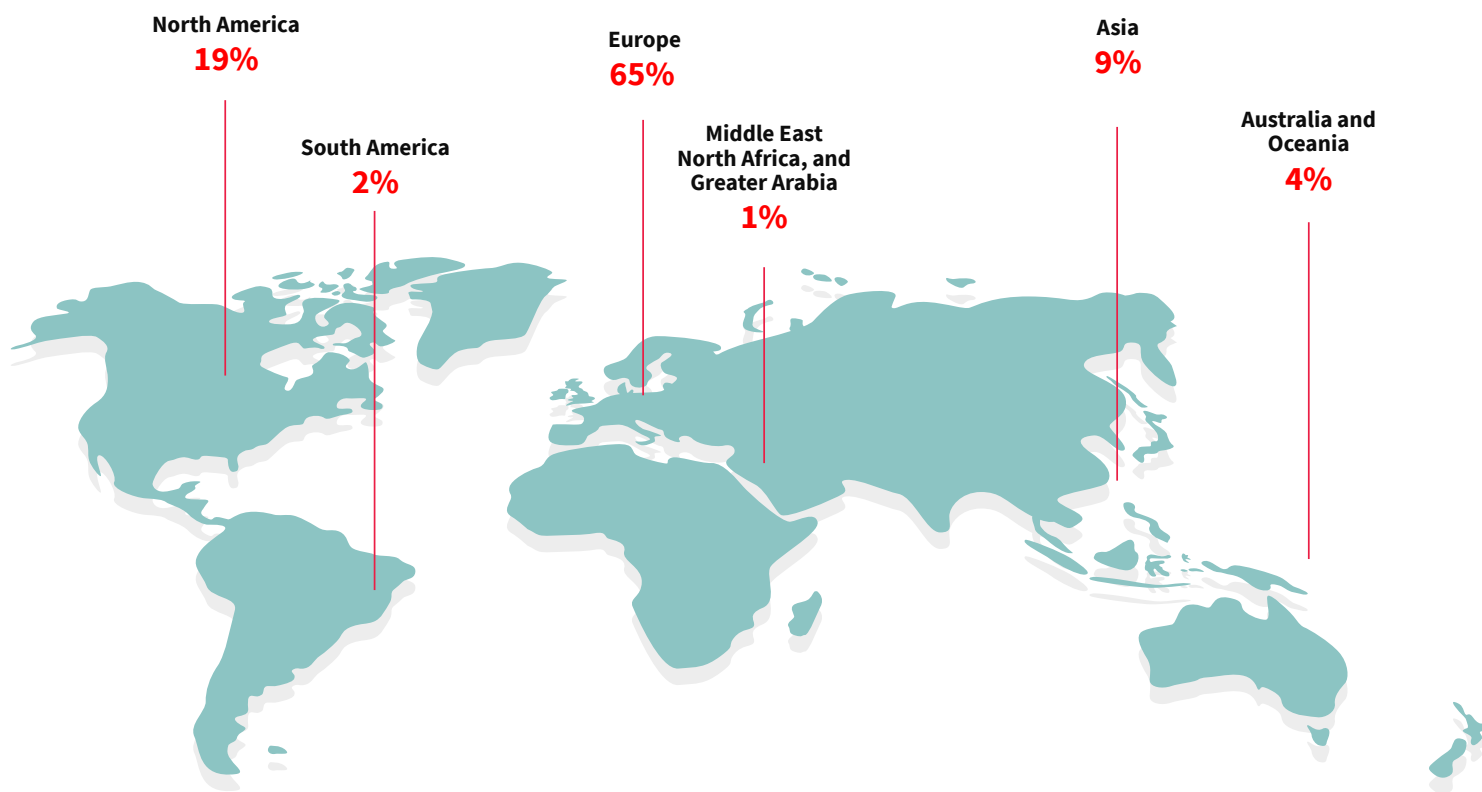 North America
19%
South America
2%
Europe
65%
Middle East
North Africa, and
Greater Arabia
1%
Asia
9%
Australia and
Oceania
4%